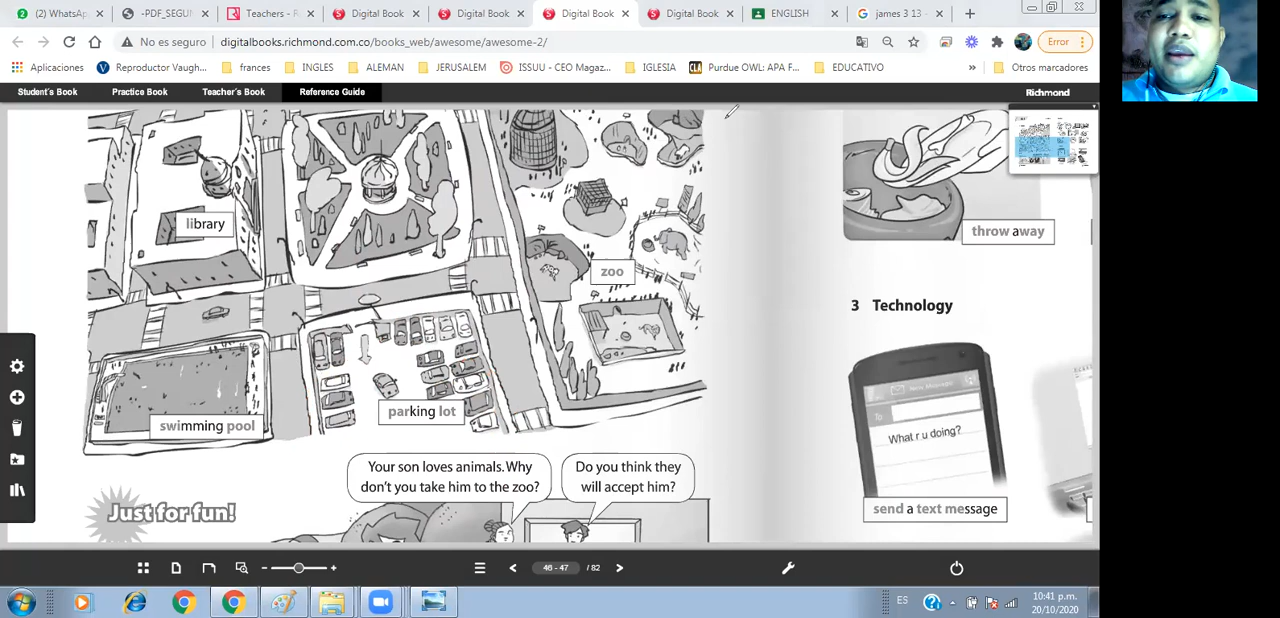 (2) WhatsAp
-PDF_SEGUN
Teachers - R
Digital Book
Digital Book
Digital Book
Digital Book
ENGLISH
james 3 13 -
No es seguro
digitalbooks.richmond.com.co/books_web/awesome/awesome-2/
Error
Aplicaciones
Reproductor Vaugh...
frances
INGLES
ALEMAN
JERUSALEM
ISSUU - CEO Magaz...
IGLESIA
Purdue OWL: APA F...
EDUCATIVO
»
Otros marcadores
Student's Book
Practice Book
Teacher's Book
Reference Guide
Richmond
library
zoo
swimming pool
parking lot
throw away
3 Technology
New Message
To
What r u doing?
send a text message
Your son loves animals. Why
don't you take him to the zoo?
Do you think they
will accept him?
Just for fun!
46 - 47
/ 82
ES
10:41 p.m.
20/10/2020